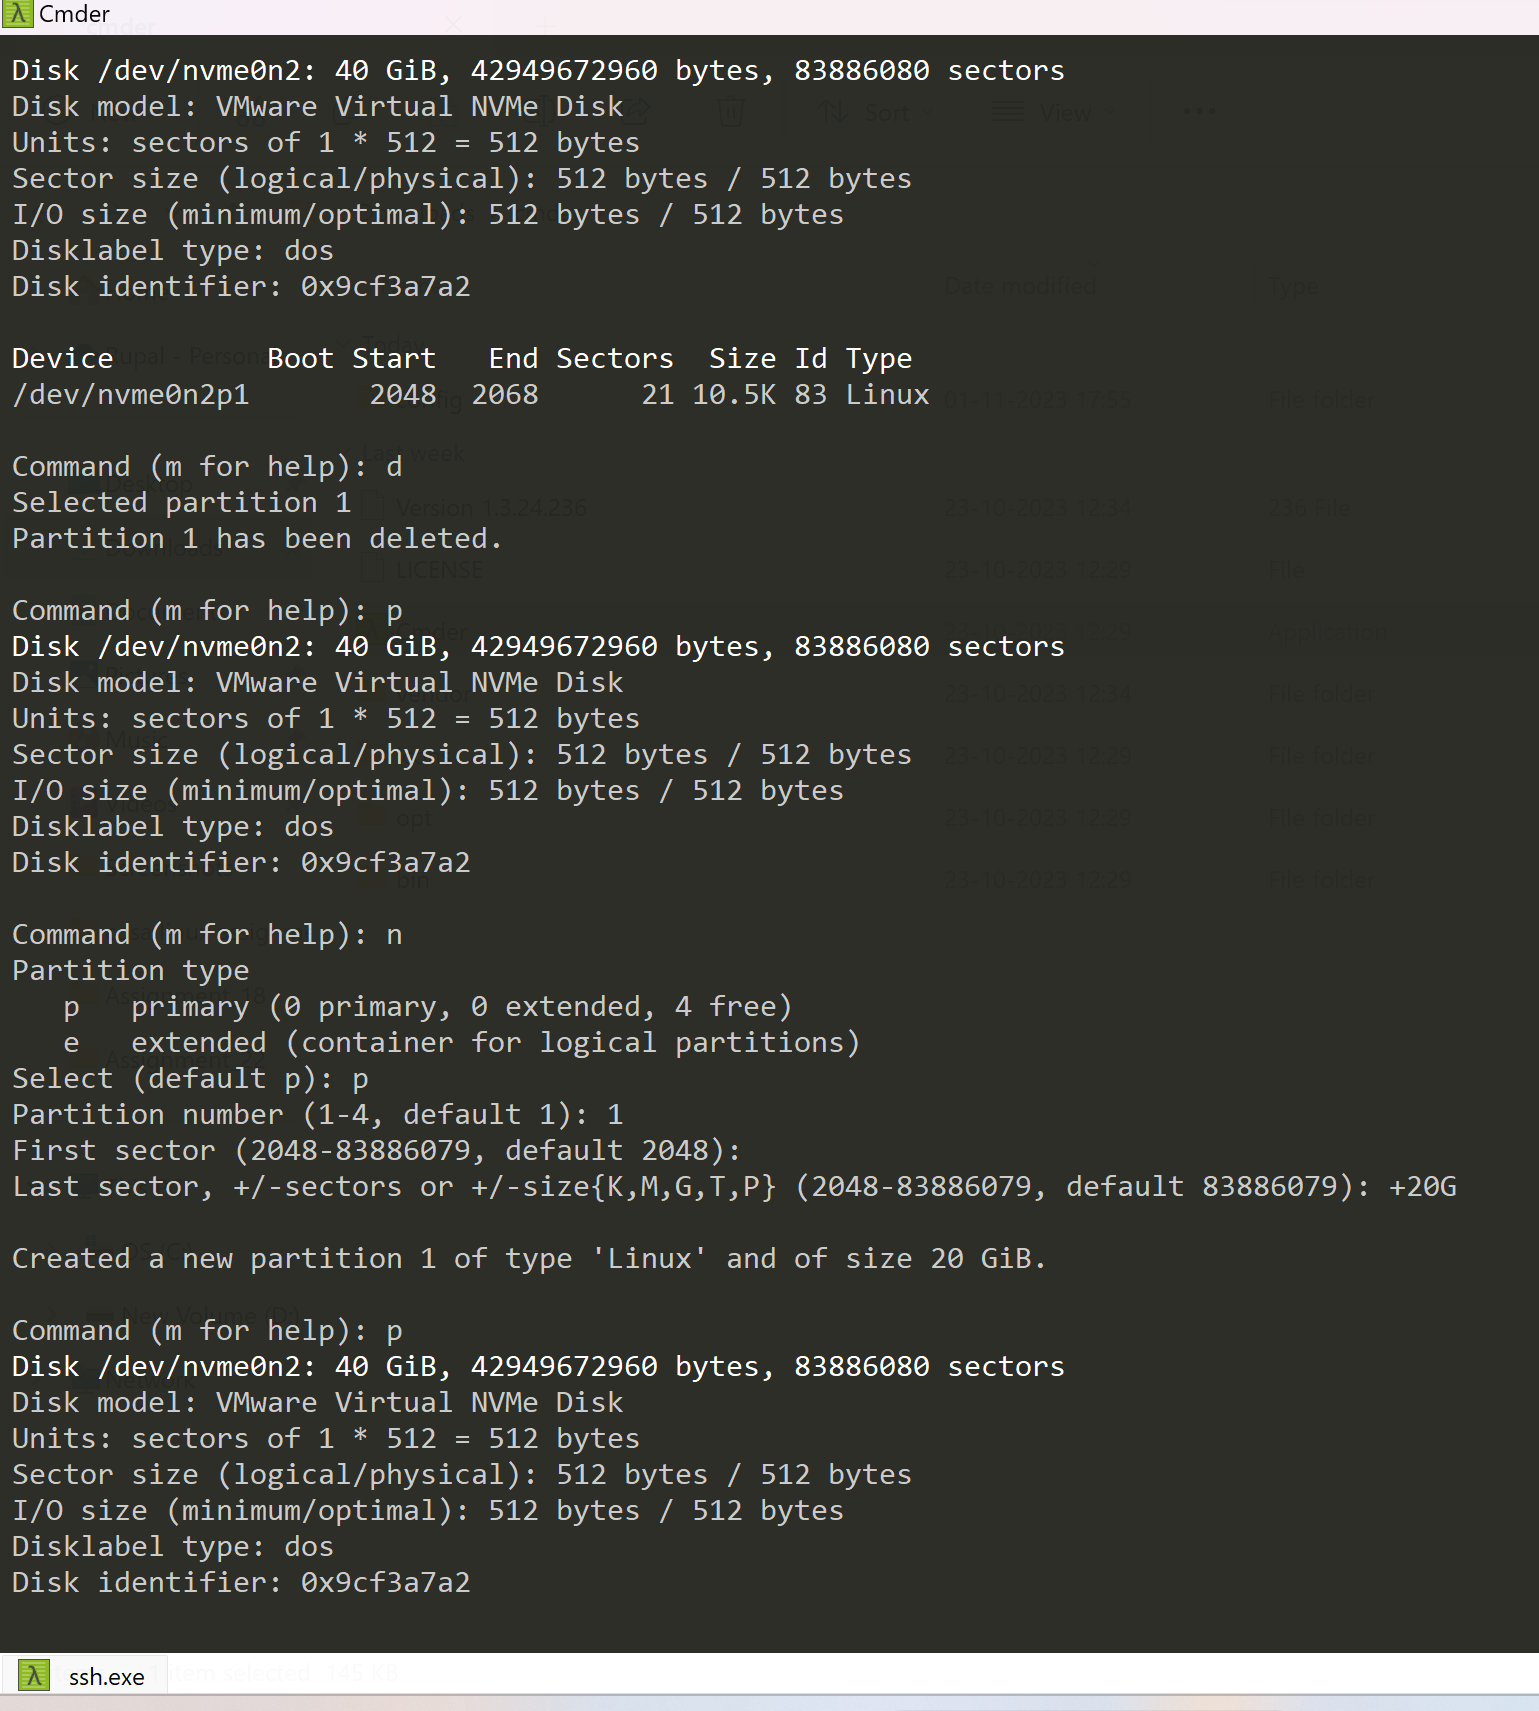 Cmder
Disk /dev/nvme0n2: 40 GiB, 42949672960 bytes, 83886080 sectors
Disk model: VMware Virtual NVMe Disk
Units: sectors of 1 * 512 = 512 bytes
Sector size (logical/physical): 512 bytes / 512 bytes
I/O size (minimum/optimal): 512 bytes / 512 bytes
Disklabel type: dos
Disk identifier: 0x9cf3a7a2
Device         Boot Start   End Sectors  Size Id Type
/dev/nvme0n2p1       2048  2068      21 10.5K 83 Linux
Command (m for help): d
Selected partition 1
Partition 1 has been deleted.
Command (m for help): p
Disk /dev/nvme0n2: 40 GiB, 42949672960 bytes, 83886080 sectors
Disk model: VMware Virtual NVMe Disk
Units: sectors of 1 * 512 = 512 bytes
Sector size (logical/physical): 512 bytes / 512 bytes
I/O size (minimum/optimal): 512 bytes / 512 bytes
Disklabel type: dos
Disk identifier: 0x9cf3a7a2
Command (m for help): n
Partition type
   p   primary (0 primary, 0 extended, 4 free)
   e   extended (container for logical partitions)
Select (default p): p
Partition number (1-4, default 1): 1
First sector (2048-83886079, default 2048):
Last sector, +/-sectors or +/-size{K,M,G,T,P} (2048-83886079, default 83886079): +20G
Created a new partition 1 of type 'Linux' and of size 20 GiB.
Command (m for help): p
Disk /dev/nvme0n2: 40 GiB, 42949672960 bytes, 83886080 sectors
Disk model: VMware Virtual NVMe Disk
Units: sectors of 1 * 512 = 512 bytes
Sector size (logical/physical): 512 bytes / 512 bytes
I/O size (minimum/optimal): 512 bytes / 512 bytes
Disklabel type: dos
Disk identifier: 0x9cf3a7a2
ssh.exe